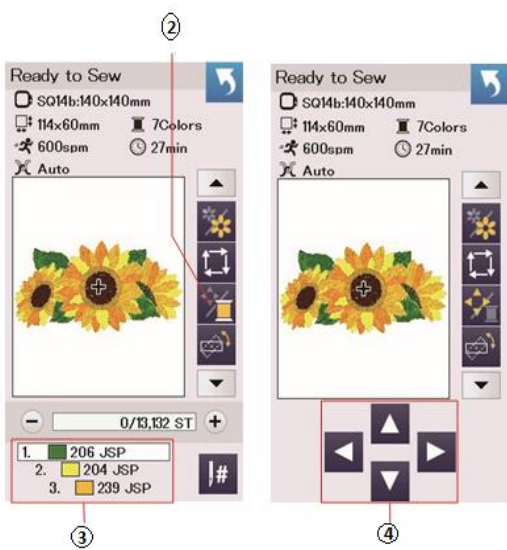 ②
Ready to Sew
SQ14b:140x140mm
114x60mm 7Colors
600spm 27min
Auto
0/13,132 ST
1. 206 JSP
2. 204 JSP
3. 239 JSP
#
③
Ready to Sew
SQ14b:140x140mm
114x60mm 7Colors
600spm 27min
Auto
④